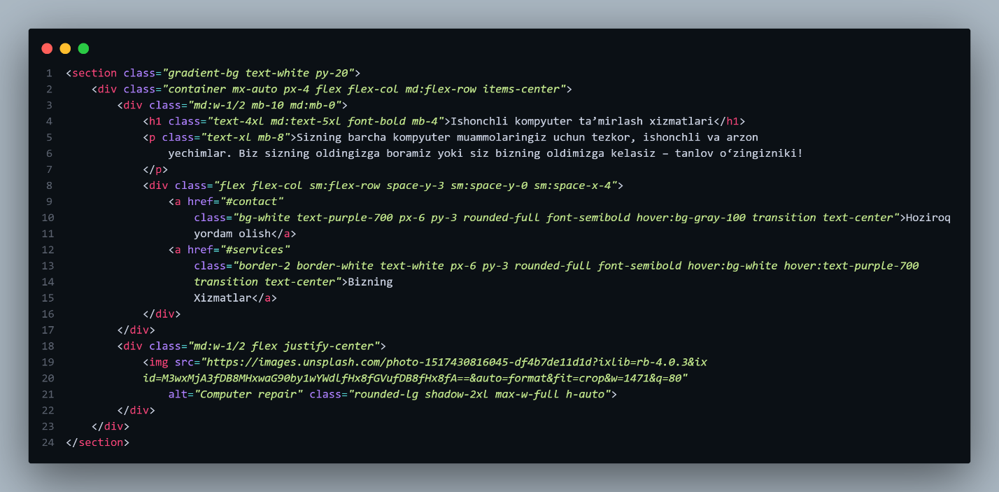 1 <section class="gradient-bg text-white py-20">
2 <div class="container mx-auto px-4 flex flex-col md:flex-row items-center">
3 <div class="md:w-1/2 mb-10 md:mb-0">
4 <h1 class="text-4xl md:text-5xl font-bold mb-4">Ishonchli kompyuter ta’mirlash xizmatlari</h1>
5 <p class="text-xl mb-8">Sizning barcha kompyuter muammolaringiz uchun tezkor, ishonchli va arzon
6 yechimlar. Biz sizning oldingizga boramiz yoki siz bizning oldimizga kelasiz – tanlov o‘zingizniki!
7 </p>
8 <div class="flex flex-col sm:flex-row space-y-3 sm:space-y-0 sm:space-x-4">
9 <a href="#contact"
10 class="bg-white text-purple-700 px-6 py-3 rounded-full font-semibold hover:bg-gray-100 transition text-center">Hoziroq
11 yordam olish</a>
12 <a href="#services"
13 class="border-2 border-white text-white px-6 py-3 rounded-full font-semibold hover:bg-white hover:text-purple-700
14 transition text-center">Bizning
15 Xizmatlar</a>
16 </div>
17 </div>
18 <div class="md:w-1/2 flex justify-center">
19 <img src="https://images.unsplash.com/photo-1517430816045-df4b7de11d1d?ixlib=rb-4.0.3&ix
20 id=M3wxMjA3fDB8MHxwaG90by1wYWdlfHx8fGVufDB8fHx8fA==&auto=format&fit=crop&w=1471&q=80"
21 alt="Computer repair" class="rounded-lg shadow-2xl max-w-full h-auto">
22 </div>
23 </div>
24 </section>